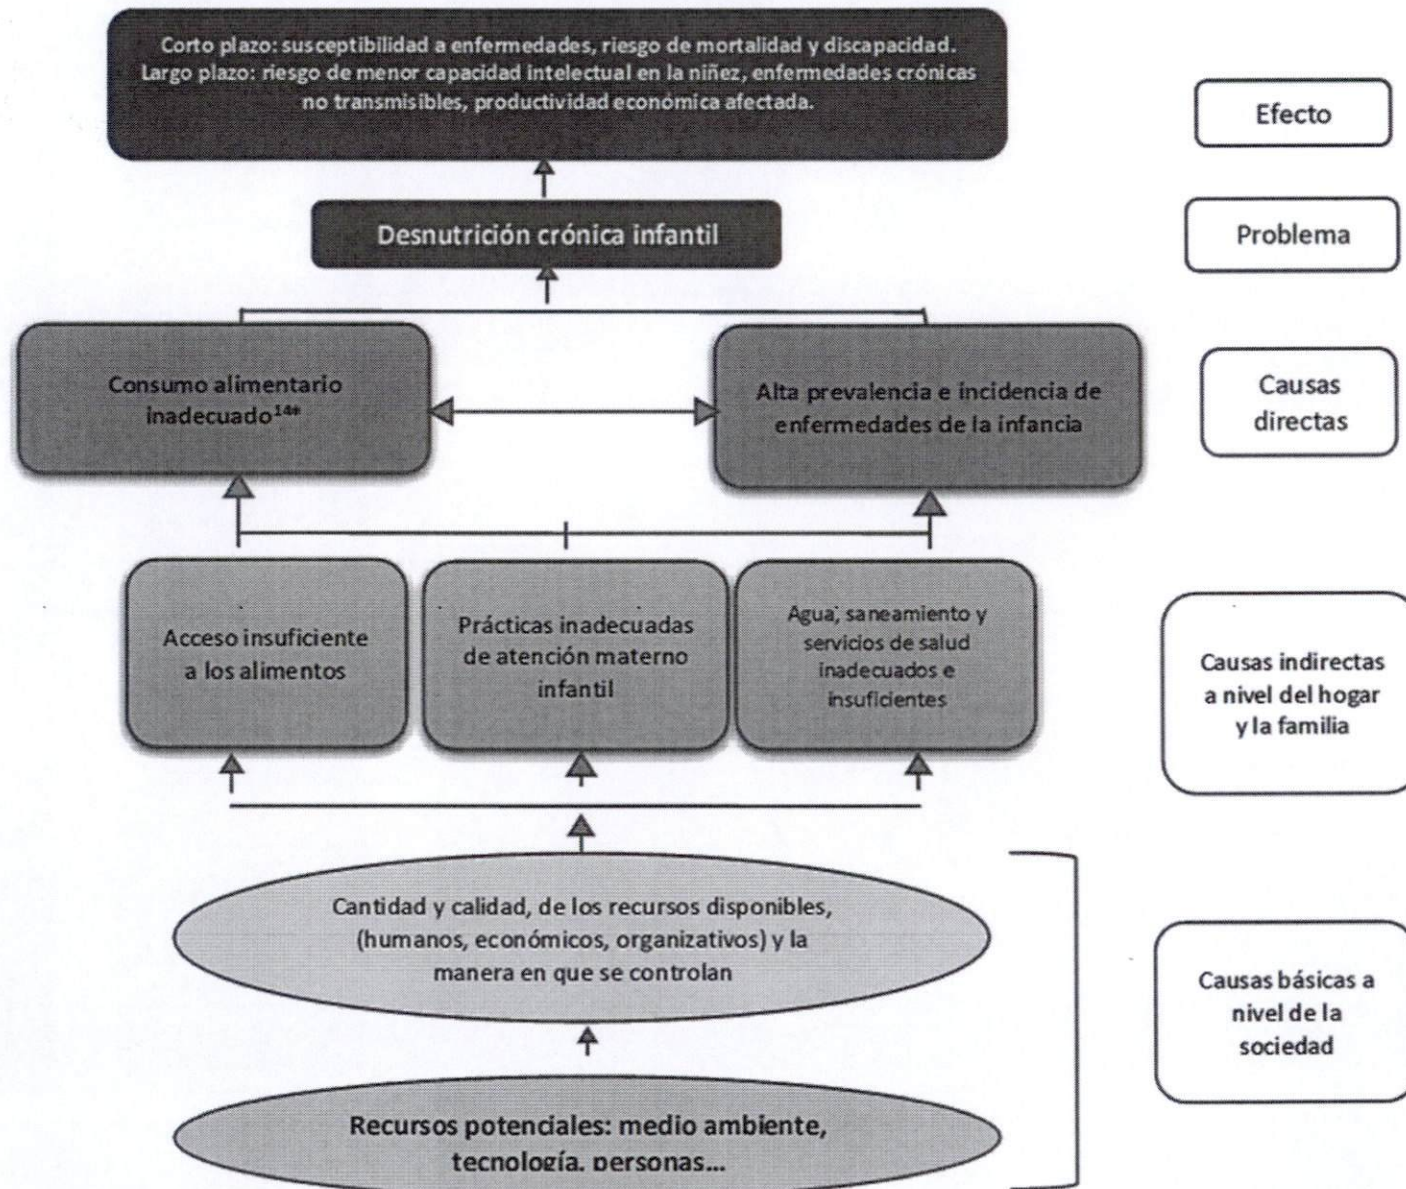 Corto plazo: susceptibilidad a enfermedades, riesgo de mortalidad y discapacidad.
Largo plazo: riesgo de menor capacidad intelectual en la niñez, enfermedades crónicas
no transmisibles, productividad económica afectada.
Efecto
Desnutrición crónica infantil
Problema
Consumo alimentario
inadecuado¹⁴*
Alta prevalencia e incidencia de
enfermedades de la infancia
Causas
directas
Acceso insuficiente
a los alimentos
Prácticas inadecuadas
de atención materno
infantil
Agua, saneamiento y
servicios de salud
inadecuados e
insuficientes
Causas indirectas
a nivel del hogar
y la familia
Cantidad y calidad, de los recursos disponibles,
(humanos, económicos, organizativos) y la
manera en que se controlan
Causas básicas a
nivel de la
sociedad
Recursos potenciales: medio ambiente,
tecnología, personas...